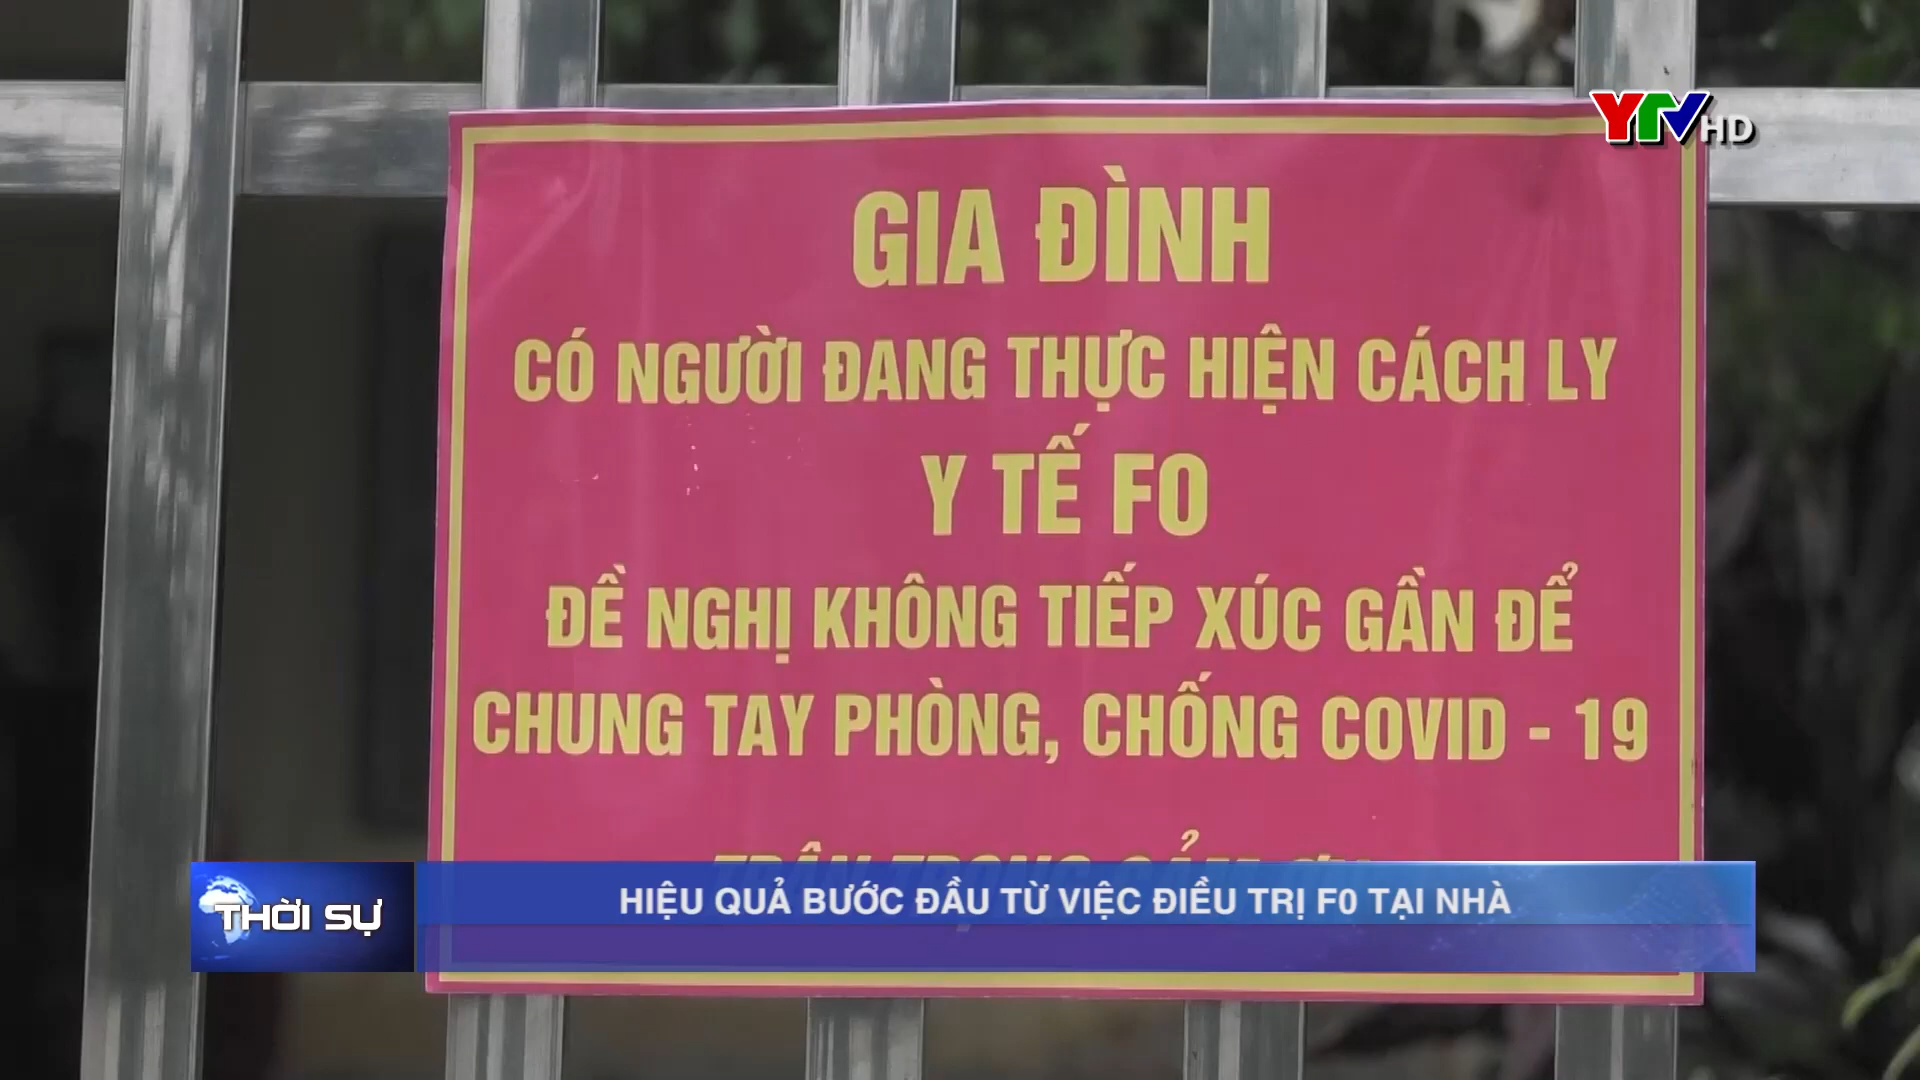 YTV HD
GIA ĐÌNH
CÓ NGƯỜI ĐANG THỰC HIỆN CÁCH LY
Y TẾ F0
ĐỀ NGHỊ KHÔNG TIẾP XÚC GẦN ĐỂ
CHUNG TAY PHÒNG, CHỐNG COVID - 19
THỜI SỰ
HIỆU QUẢ BƯỚC ĐẦU TỪ VIỆC ĐIỀU TRỊ F0 TẠI NHÀ